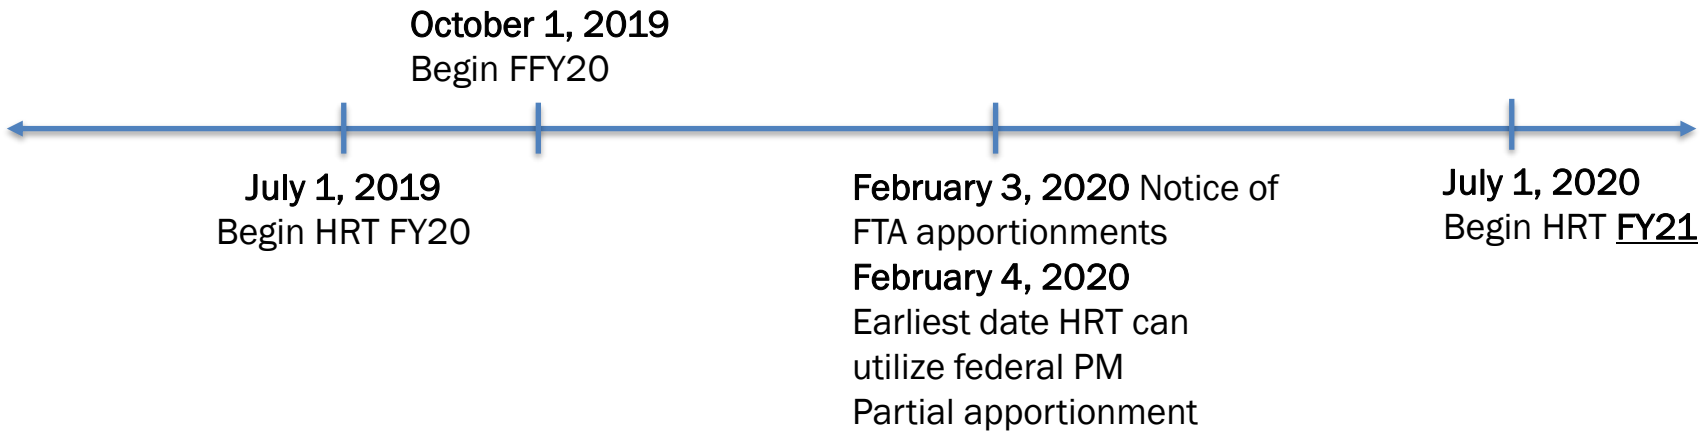 October 1, 2019
Begin FFY20
July 1, 2019
Begin HRT FY20
February 3, 2020 Notice of
FTA apportionments
February 4, 2020
Earliest date HRT can
utilize federal PM
Partial apportionment
July 1, 2020
Begin HRT FY21